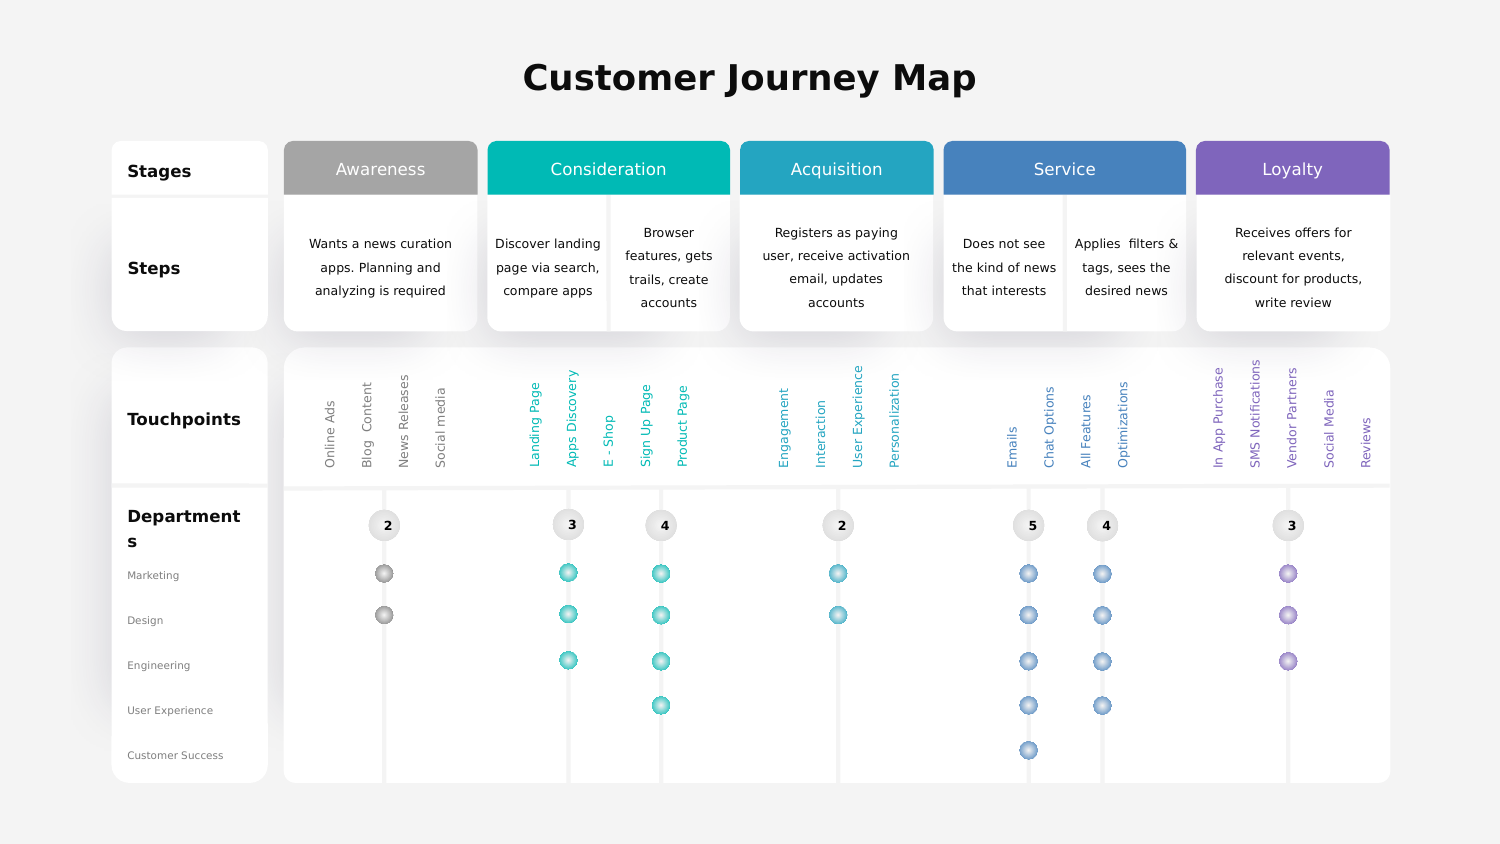 Customer Journey Map
Stages
Awareness
Consideration
Acquisition
Service
Loyalty
Steps
Wants a news curation
apps. Planning and
analyzing is required
Discover landing
page via search,
compare apps
Browser
features, gets
trails, create
accounts
Registers as paying
user, receive activation
email, updates
accounts
Does not see
the kind of news
that interests
Applies  filters &
tags, sees the
desired news
Receives offers for
relevant events,
discount for products,
write review
Touchpoints
Online Ads
Blog  Content
News Releases
Social media
Landing Page
Apps Discovery
E - Shop
Sign Up Page
Product Page
Engagement
Interaction
User Experience
Personalization
Emails
Chat Options
All Features
Optimizations
In App Purchase
SMS Notifications
Vendor Partners
Social Media
Reviews
Department
s
2
3
4
2
5
4
3
Marketing
Design
Engineering
User Experience
Customer Success